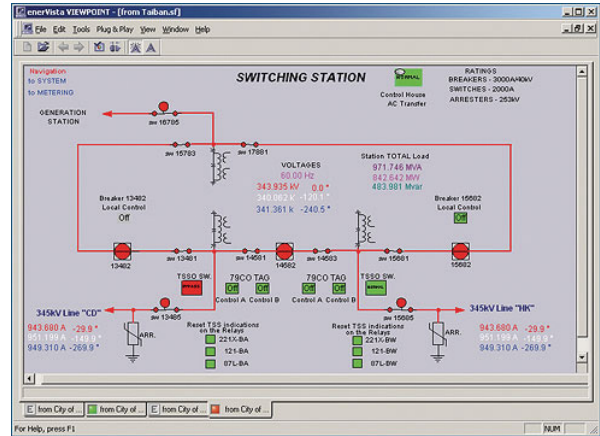 enerVista VIEWPOINT - [from Taiban.sf]
File Edit Tools Plug & Play View Window Help
Navigation
to SYSTEM
to METERING
SWITCHING STATION
NORMAL
Control House
AC Transfer
RATINGS
BREAKERS - 3000A/40kV
SWITCHES - 2000A
ARRESTERS - 253kV
GENERATION
STATION
sw 16785
sw 15783
sw 17881
VOLTAGES
60.00 Hz
343.935 kV 0.0 °
340.062 k -120.1 °
341.361 k -240.5 °
Station TOTAL Load
971.746 MVA
842.642 MW
483.981 Mvar
Breaker 13482
Local Control
Off
Breaker 15682
Local Control
Off
13482
sw 13481
sw 14581
14582
sw 14583
sw 15681
15682
TSSO SW.
BYPASS
79CO TAG
Off Off
Control A Control B
79CO TAG
Off Off
Control A Control B
TSSO SW.
NORMAL
345kV Line "CD"
sw 13485
sw 15685
345kV Line "HK"
943.680 A -29.9 °
951.199 A -149.9 °
949.310 A -269.9 °
ARR.
Reset TSS indications
on the Relays
221X-BA
121-BA
87L-BA
Reset TSS indications
on the Relays
221X-BW
121-BW
87L-BW
ARR.
943.680 A -29.9 °
951.199 A -149.9 °
949.310 A -269.9 °
from City of ... from City of ... from City of ... from City of ...
For Help, press F1
NUM